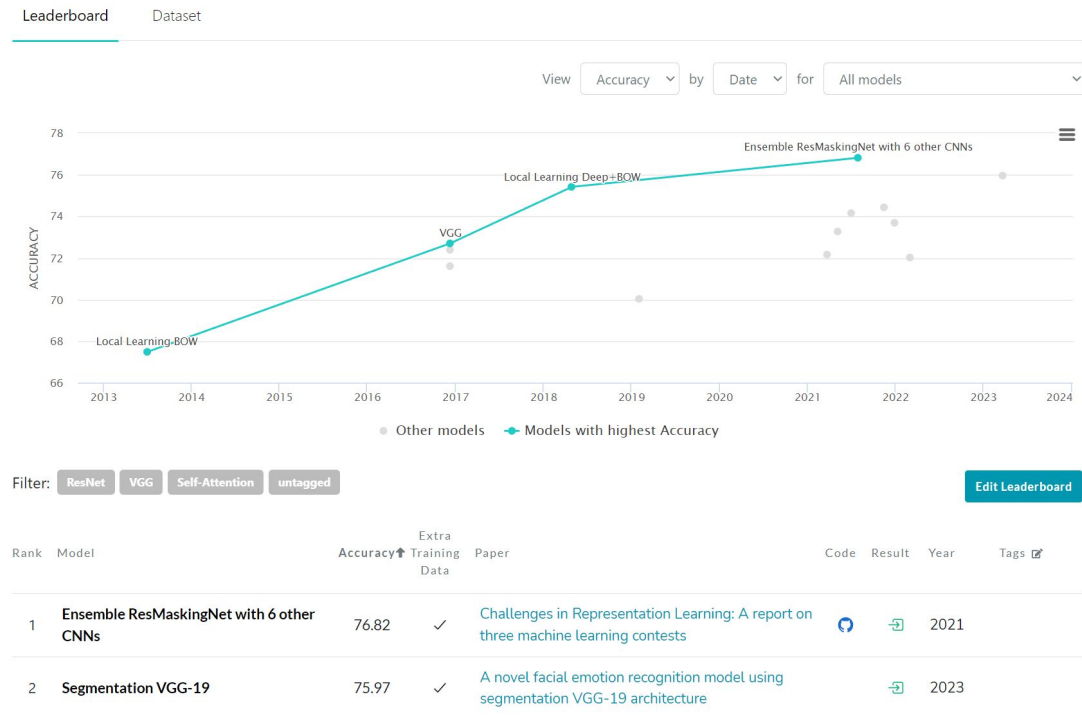 Leaderboard Dataset
View Accuracy by Date for All models
78
Ensemble ResMaskingNet with 6 other CNNs
76
Local Learning Deep+BOW
74
VGG
72
ACCURACY
70
68
Local Learning BOW
66
2013 2014 2015 2016 2017 2018 2019 2020 2021 2022 2023 2024
Other models Models with highest Accuracy
Filter: ResNet VGG Self-Attention untagged
Edit Leaderboard
Rank Model Accuracy Extra Training Data Paper Code Result Year Tags
1 Ensemble ResMaskingNet with 6 other CNNs 76.82 ✓ Challenges in Representation Learning: A report on three machine learning contests 2021
2 Segmentation VGG-19 75.97 ✓ A novel facial emotion recognition model using segmentation VGG-19 architecture 2023